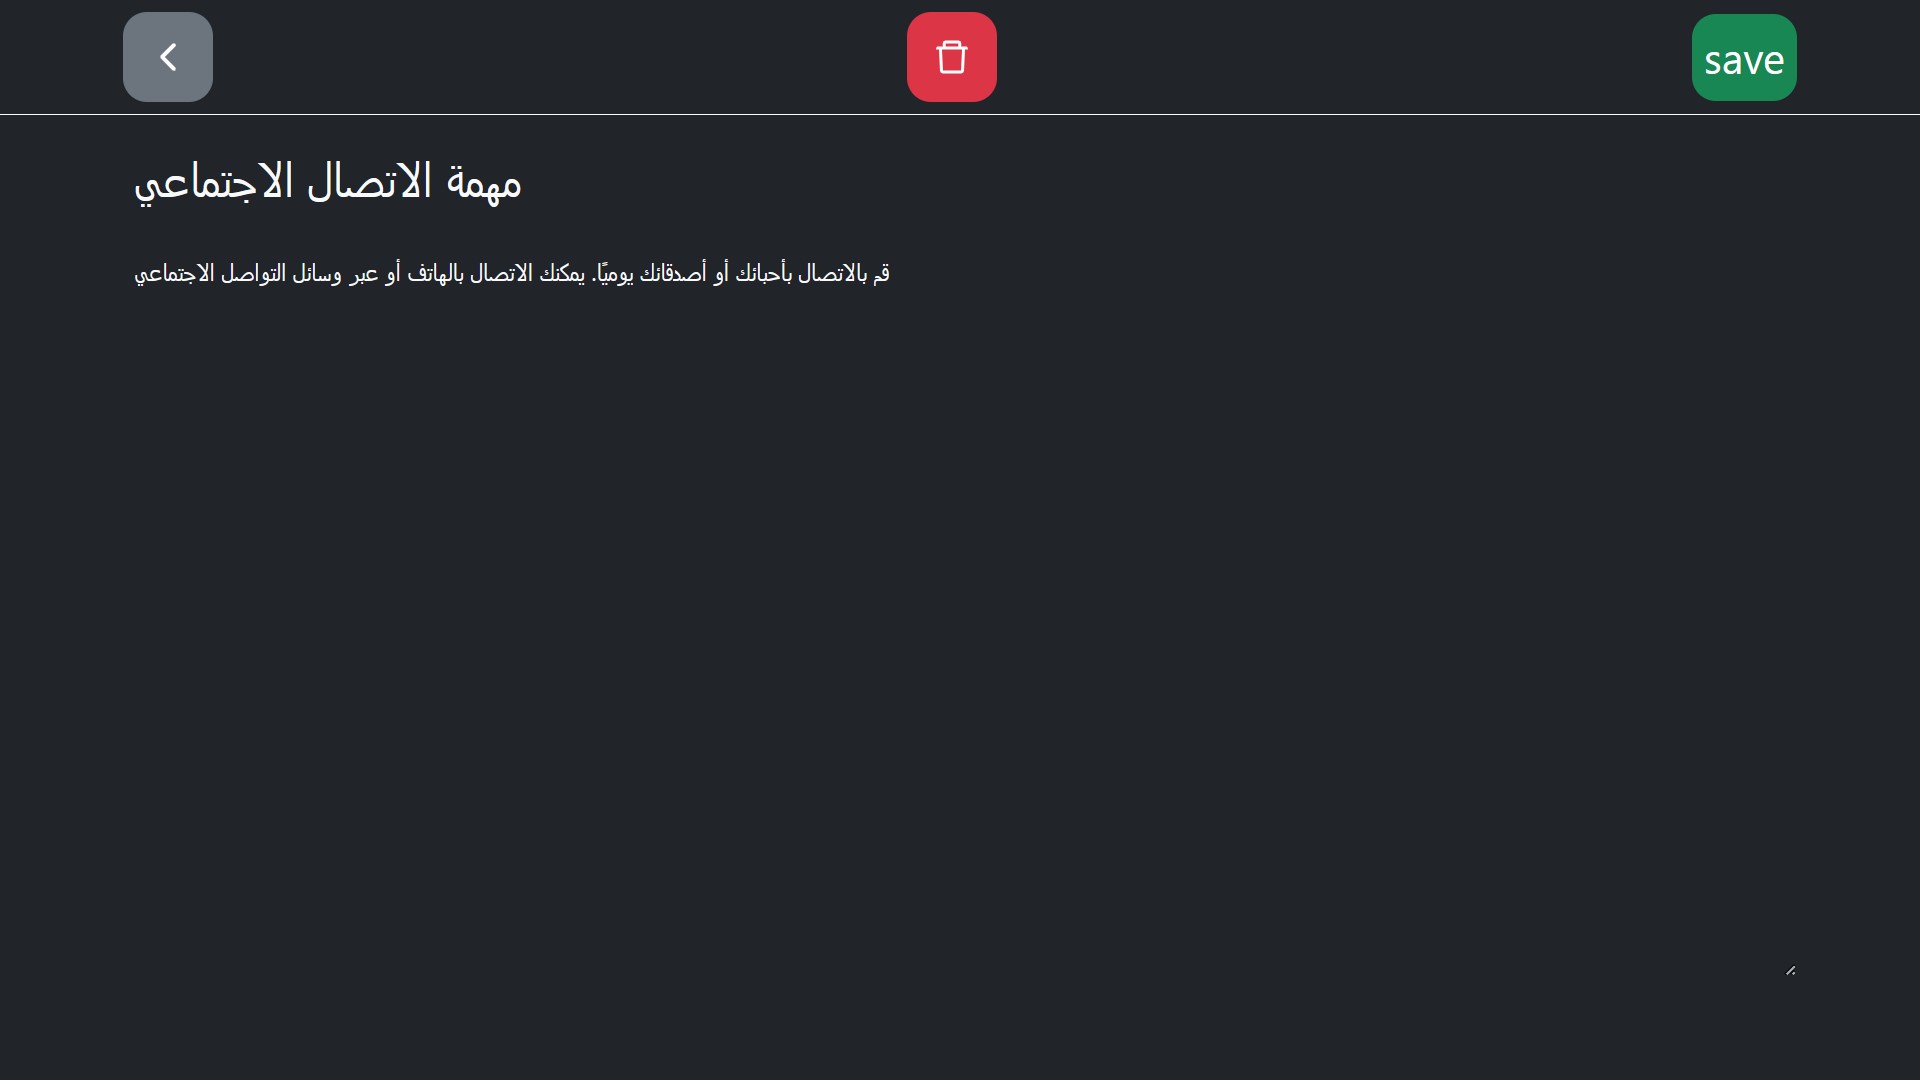 save
مهمة الاتصال الاجتماعي
قم بالاتصال بأحبائك أو أصدقائك يوميًا. يمكنك الاتصال بالهاتف أو عبر وسائل التواصل الاجتماعي